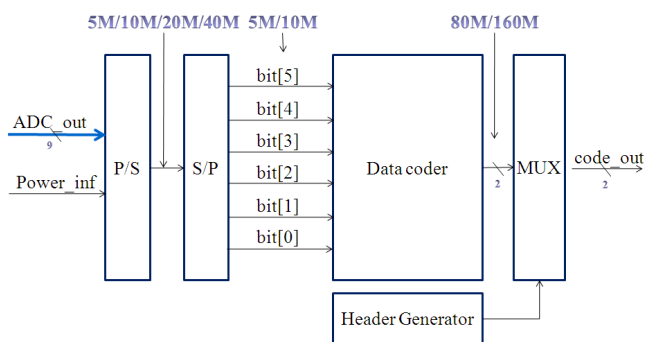 5M/10M/20M/40M
5M/10M
80M/160M
bit[5]
ADC_out
9
bit[4]
bit[3]
Power_inf
P/S
S/P
bit[2]
Data coder
2
MUX
code_out
2
bit[1]
bit[0]
Header Generator